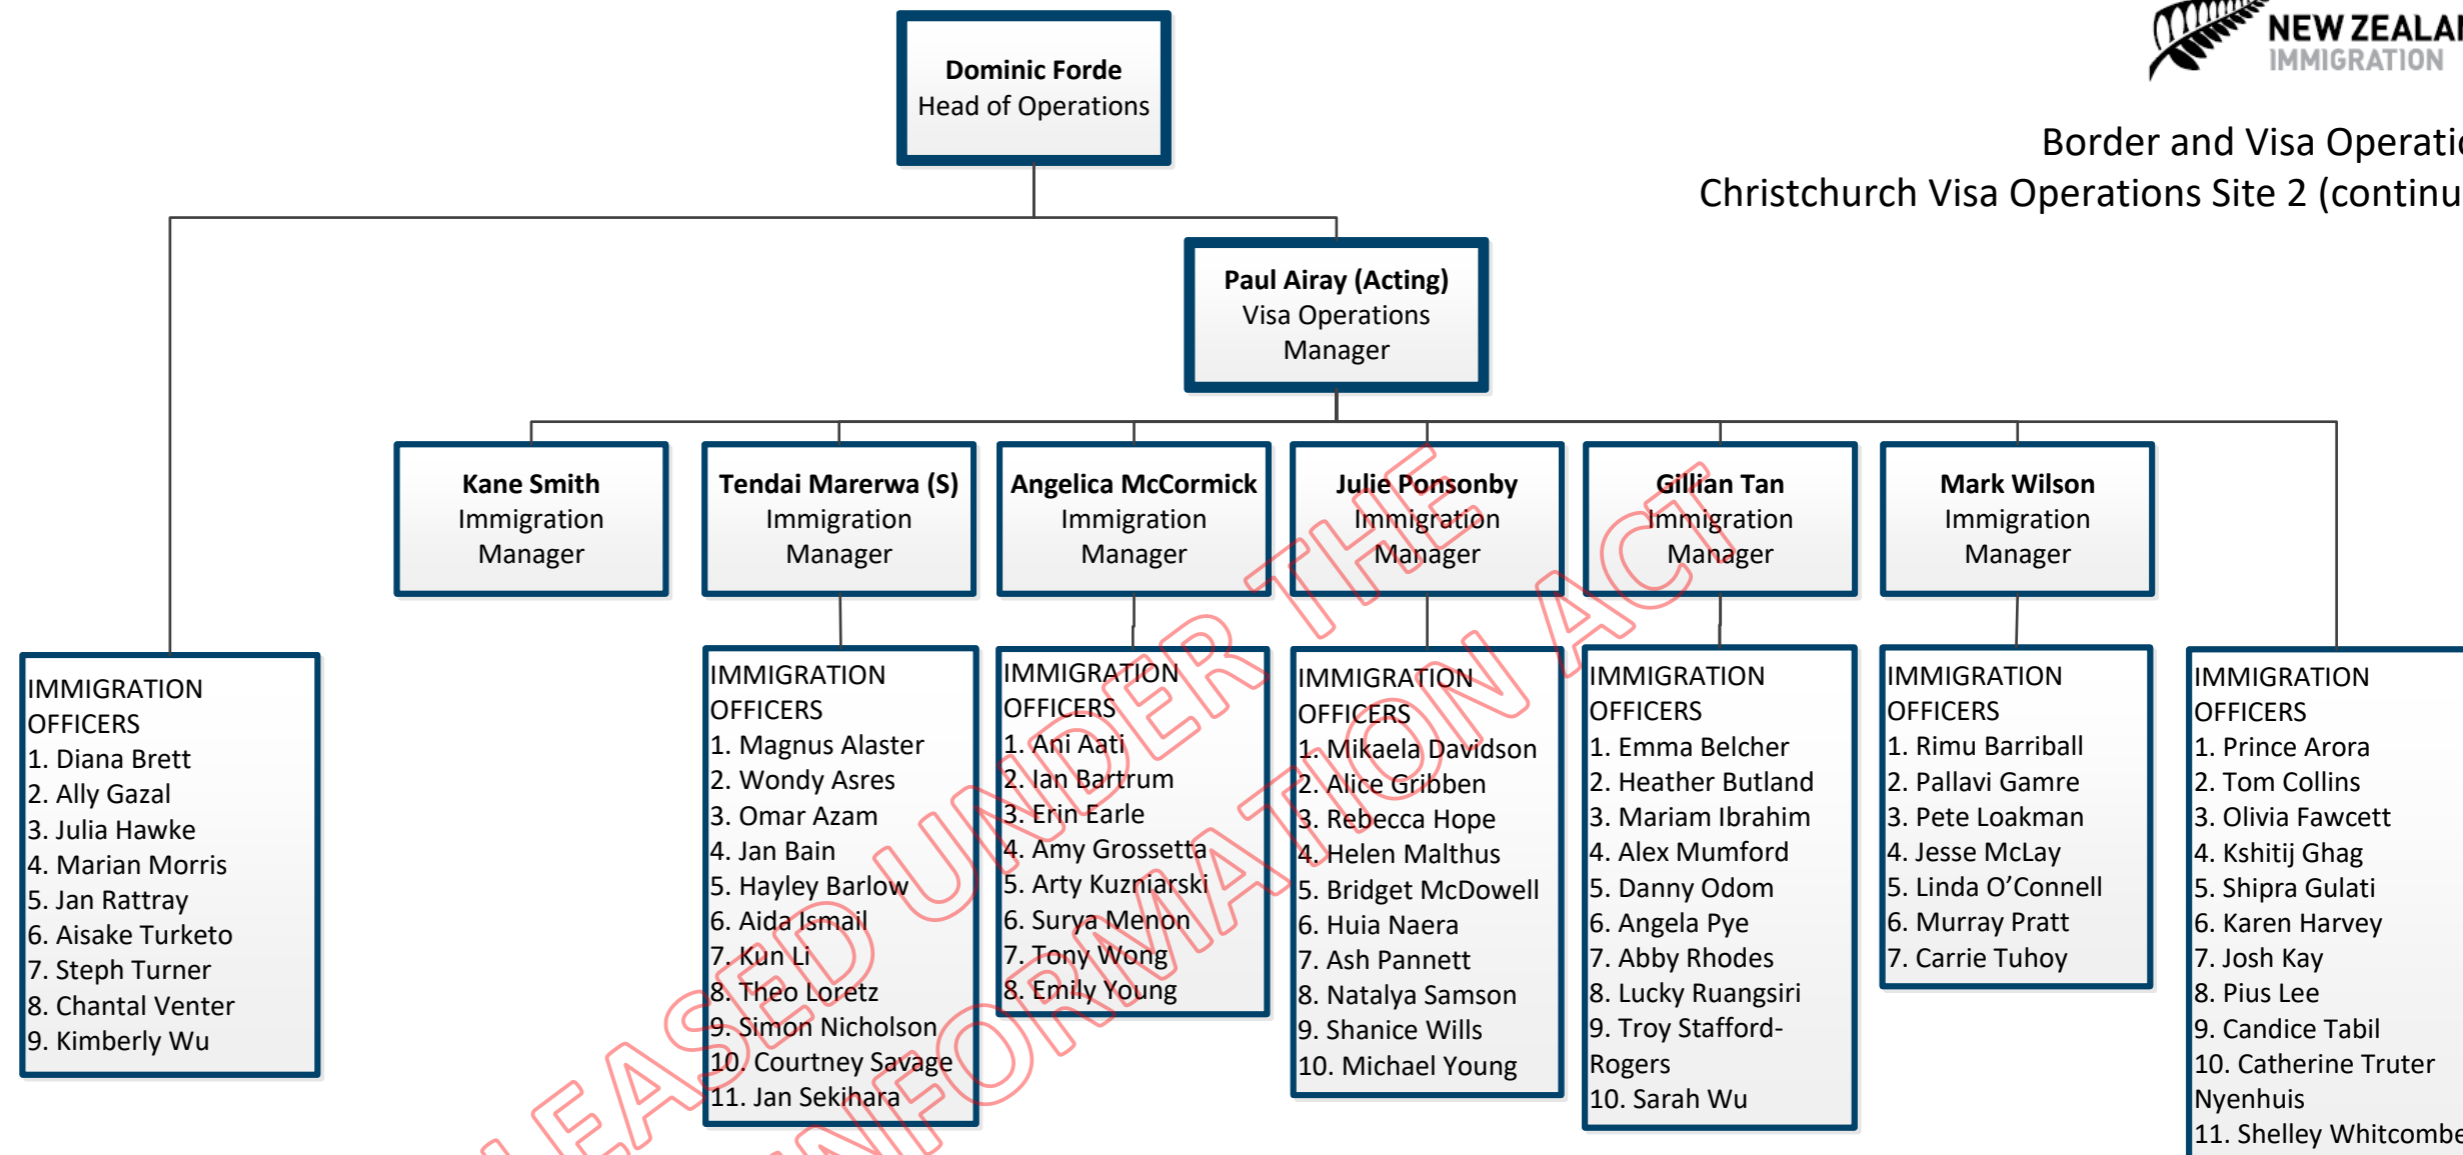 NEW ZEALAN
IMMIGRATION
Border and Visa Operatio
Christchurch Visa Operations Site 2 (continu
Dominic Forde
Head of Operations
Paul Airay (Acting)
Visa Operations
Manager
Kane Smith
Immigration
Manager
Tendai Marerwa (S)
Immigration
Manager
Angelica McCormick
Immigration
Manager
Julie Ponsonby
Immigration
Manager
Gillian Tan
Immigration
Manager
Mark Wilson
Immigration
Manager
IMMIGRATION
OFFICERS
1. Diana Brett
2. Ally Gazal
3. Julia Hawke
4. Marian Morris
5. Jan Rattray
6. Aisake Turketo
7. Steph Turner
8. Chantal Venter
9. Kimberly Wu
IMMIGRATION
OFFICERS
1. Magnus Alaster
2. Wondy Asres
3. Omar Azam
4. Jan Bain
5. Hayley Barlow
6. Aida Ismail
7. Kun Li
8. Theo Loretz
9. Simon Nicholson
10. Courtney Savage
11. Jan Sekihara
IMMIGRATION
OFFICERS
1. Ani Aati
2. Ian Bartrum
3. Erin Earle
4. Amy Grossetta
5. Arty Kuzniarski
6. Surya Menon
7. Tony Wong
8. Emily Young
IMMIGRATION
OFFICERS
1. Mikaela Davidson
2. Alice Gribben
3. Rebecca Hope
4. Helen Malthus
5. Bridget McDowell
6. Huia Naera
7. Ash Pannett
8. Natalya Samson
9. Shanice Wills
10. Michael Young
IMMIGRATION
OFFICERS
1. Emma Belcher
2. Heather Butland
3. Mariam Ibrahim
4. Alex Mumford
5. Danny Odom
6. Angela Pye
7. Abby Rhodes
8. Lucky Ruangsiri
9. Troy Stafford-
Rogers
10. Sarah Wu
IMMIGRATION
OFFICERS
1. Rimu Barriball
2. Pallavi Gamre
3. Pete Loakman
4. Jesse McLay
5. Linda O’Connell
6. Murray Pratt
7. Carrie Tuhoy
IMMIGRATION
OFFICERS
1. Prince Arora
2. Tom Collins
3. Olivia Fawcett
4. Kshitij Ghag
5. Shipra Gulati
6. Karen Harvey
7. Josh Kay
8. Pius Lee
9. Candice Tabil
10. Catherine Truter
Nyenhuis
11. Shelley Whitcombe
LEASED UNDER THE
INFORMATION ACT